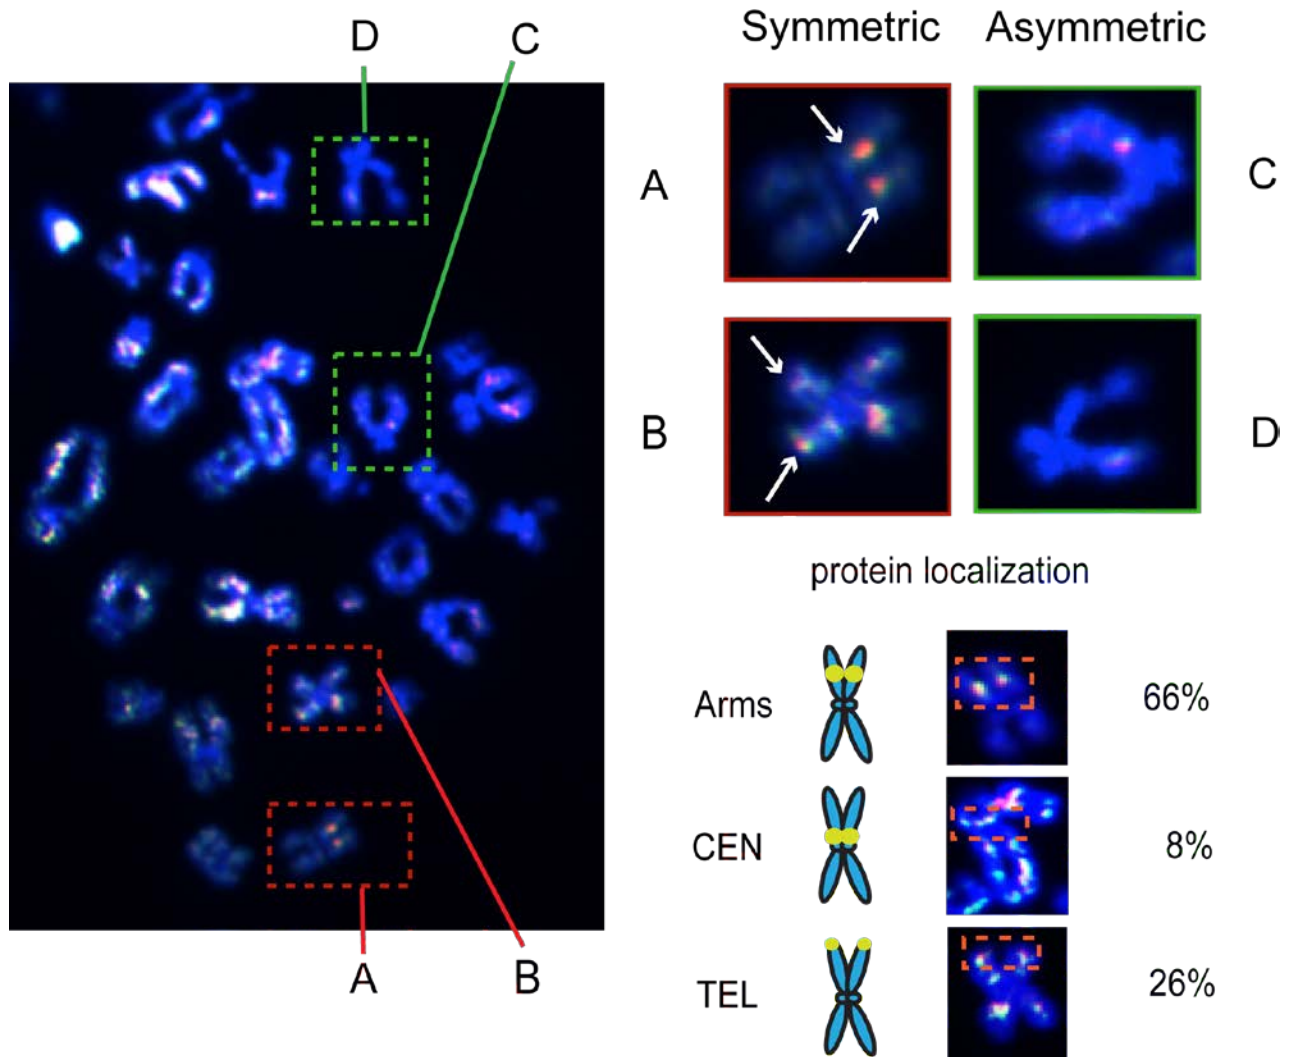 D
C
Symmetric
Asymmetric
A
C
B
D
protein localization
Arms
66%
CEN
8%
TEL
26%
A
B